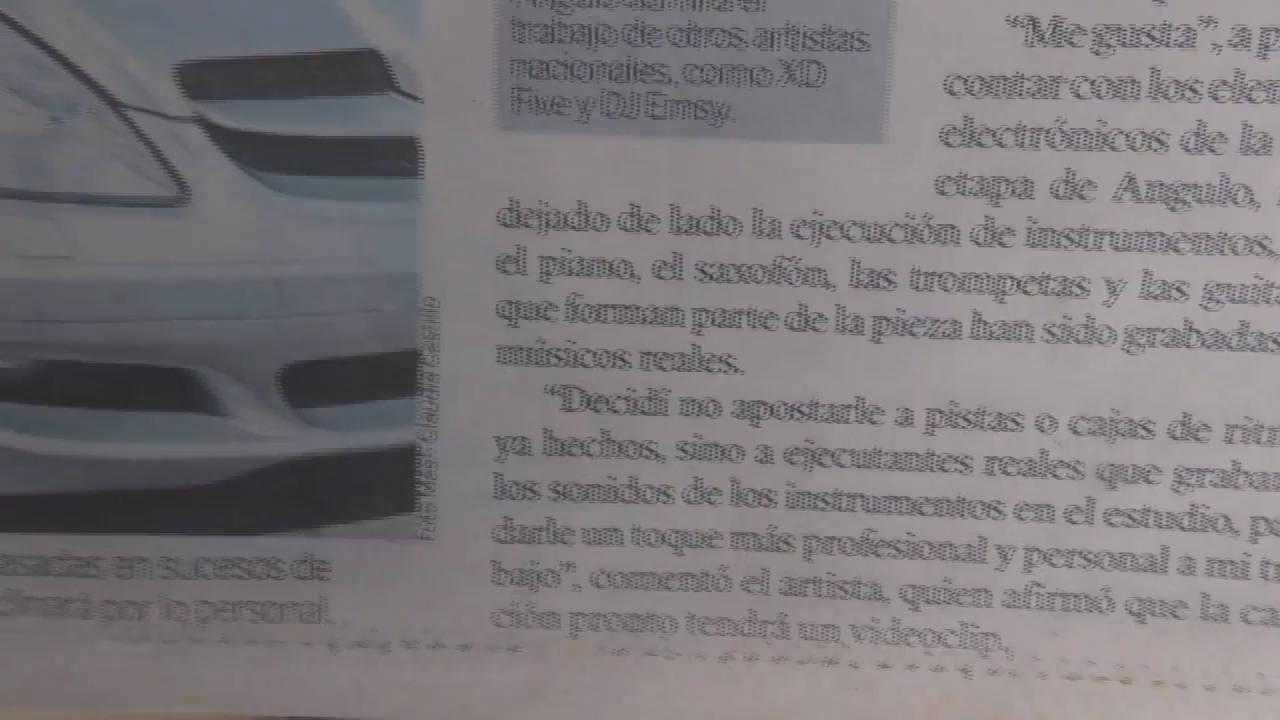 trabajo de otros artistas
nacionales, como XD
Five y DJ Emsy.
"Me gusta", a p
contar con los elem
electrónicos de la
etapa de Angulo,
dejado de lado la ejecución de instrumentos,
el piano, el saxofón, las trompetas y las guita
que forman parte de la pieza han sido grabadas
músicos reales.
"Decidí no apostarle a pistas o cajas de rit
ya hechos, sino a ejecutantes reales que graba
los sonidos de los instrumentos en el estudio, p
darle un toque más profesional y personal a mi t
bajo", comentó el artista, quien afirmó que la ca
ción pronto tendrá un videoclip.
Claudia
basadas en sucesos de
por lo personal.